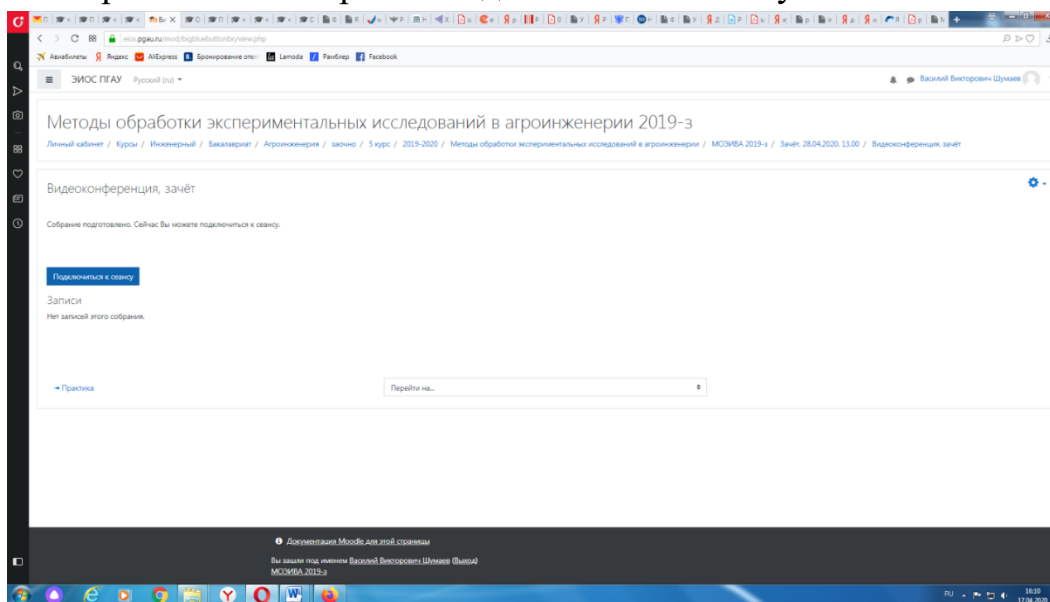 eios.pgau.ru/mod/bigbluebuttonbn/view.php
Авиабилеты Яндекс AliExpress Бронирование отел Lamoda Рамблер Facebook
ЭИОС ПГАУ Русский (ru) Василий Викторович Шумаев
Методы обработки экспериментальных исследований в агроинженерии 2019-з
Личный кабинет / Курсы / Инженерный / Бакалавриат / Агроинженерия / заочно / 5 курс / 2019-2020 / Методы обработки экспериментальных исследований в агроинженерии / МОЭИВА 2019-з / Зачёт, 28.04.2020, 13.00 / Видеоконференция, зачёт
Видеоконференция, зачёт
Собрание подготовлено. Сейчас Вы можете подключиться к сеансу.
Подключиться к сеансу
Записи
Нет записей этого собрания.
◄ Практика Перейти на...
Документация Moodle для этой страницы
Вы зашли под именем Василий Викторович Шумаев (Выход)
МОЭИВА 2019-з
RU 16:10
17.04.2020